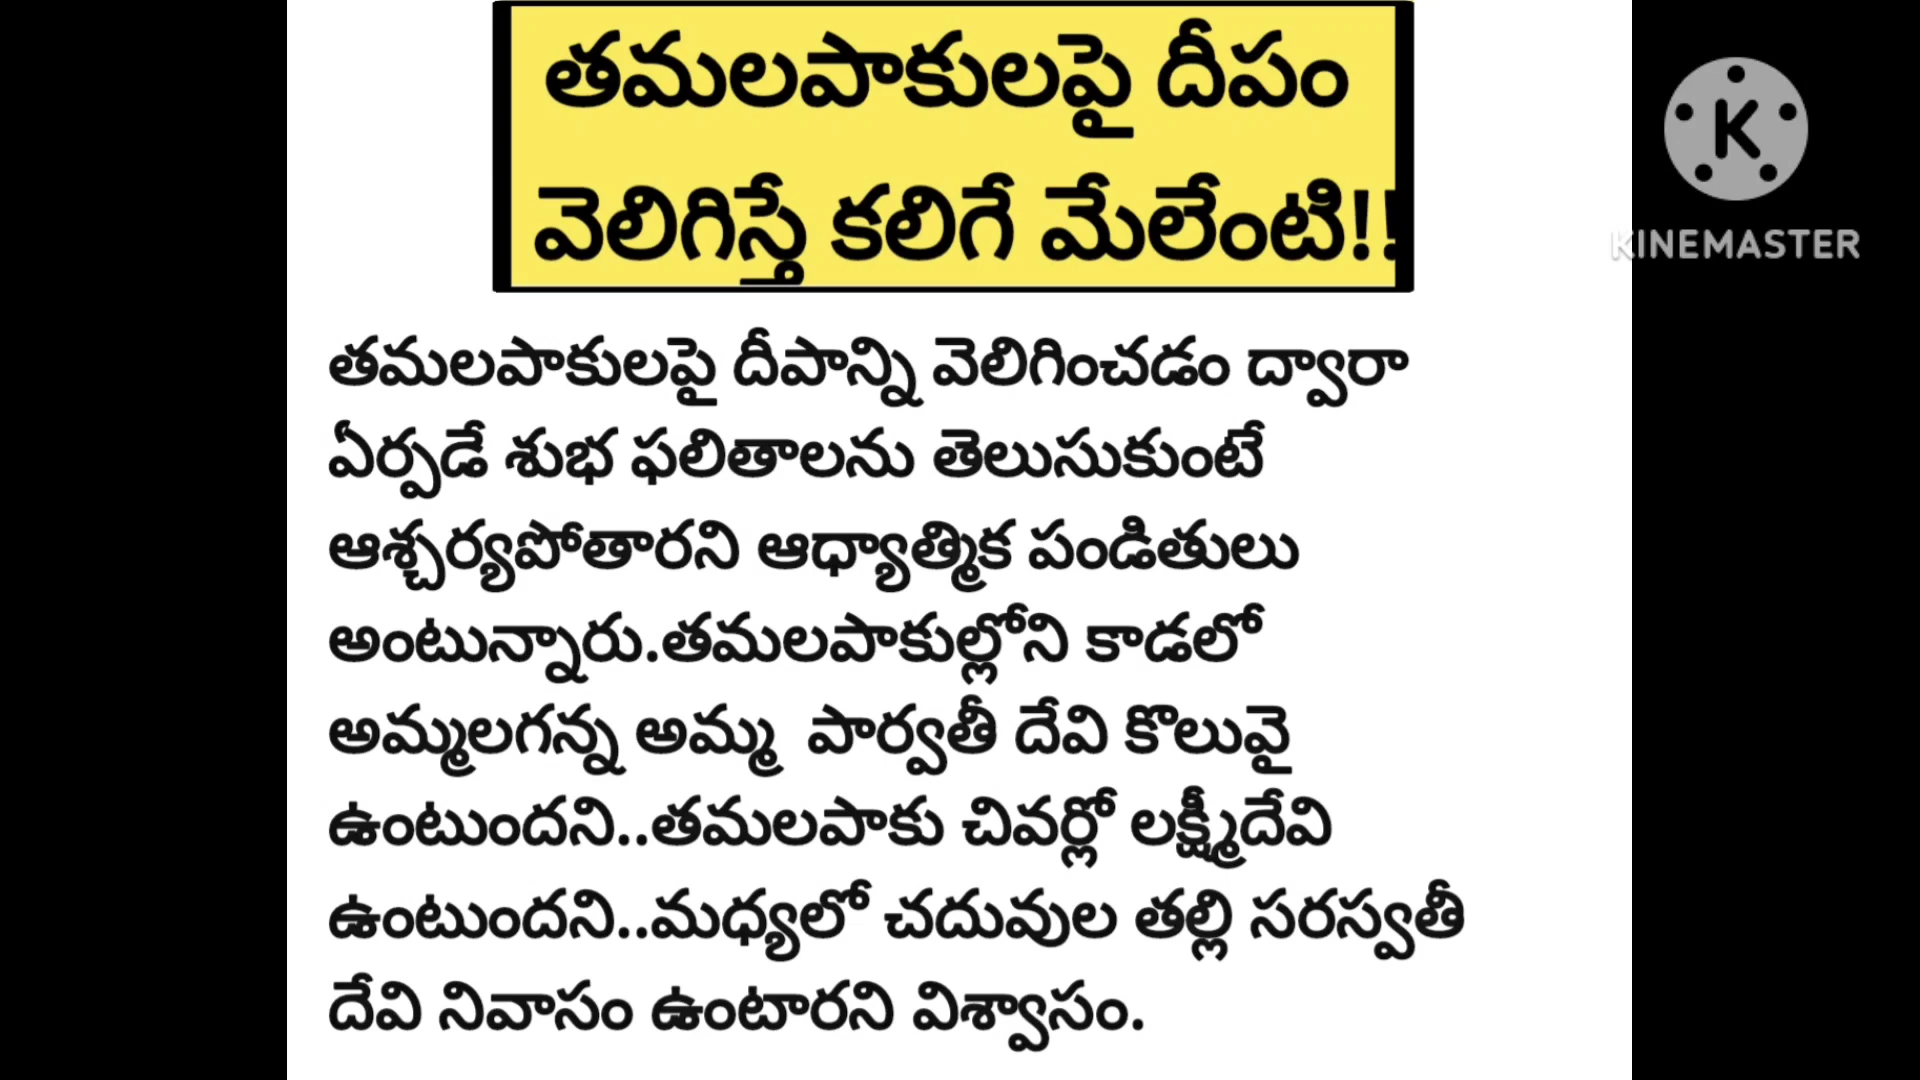 తమలపాకులపై దీపం
వెలిగిస్తే కలిగే మేలేంటి!!
KINEMASTER
తమలపాకులపై దీపాన్ని వెలిగించడం ద్వారా
ఏర్పడే శుభ ఫలితాలను తెలుసుకుంటే
ఆశ్చర్యపోతారని ఆధ్యాత్మిక పండితులు
అంటున్నారు.తమలపాకుల్లోని కాడలో
అమ్మలగన్న అమ్మ పార్వతీ దేవి కొలువై
ఉంటుందని..తమలపాకు చివర్లో లక్ష్మీదేవి
ఉంటుందని..మధ్యలో చదువుల తల్లి సరస్వతీ
దేవి నివాసం ఉంటారని విశ్వాసం.